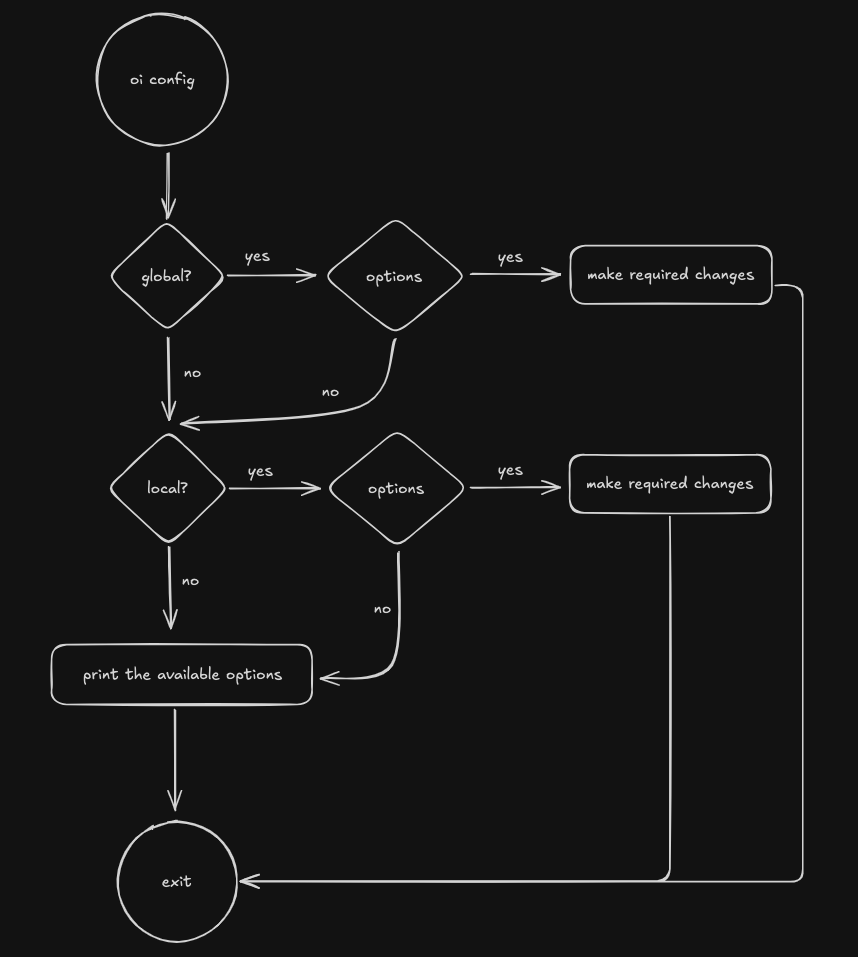 oi config
global?
yes
options
yes
make required changes
no
no
local?
yes
options
yes
make required changes
no
no
print the available options
exit